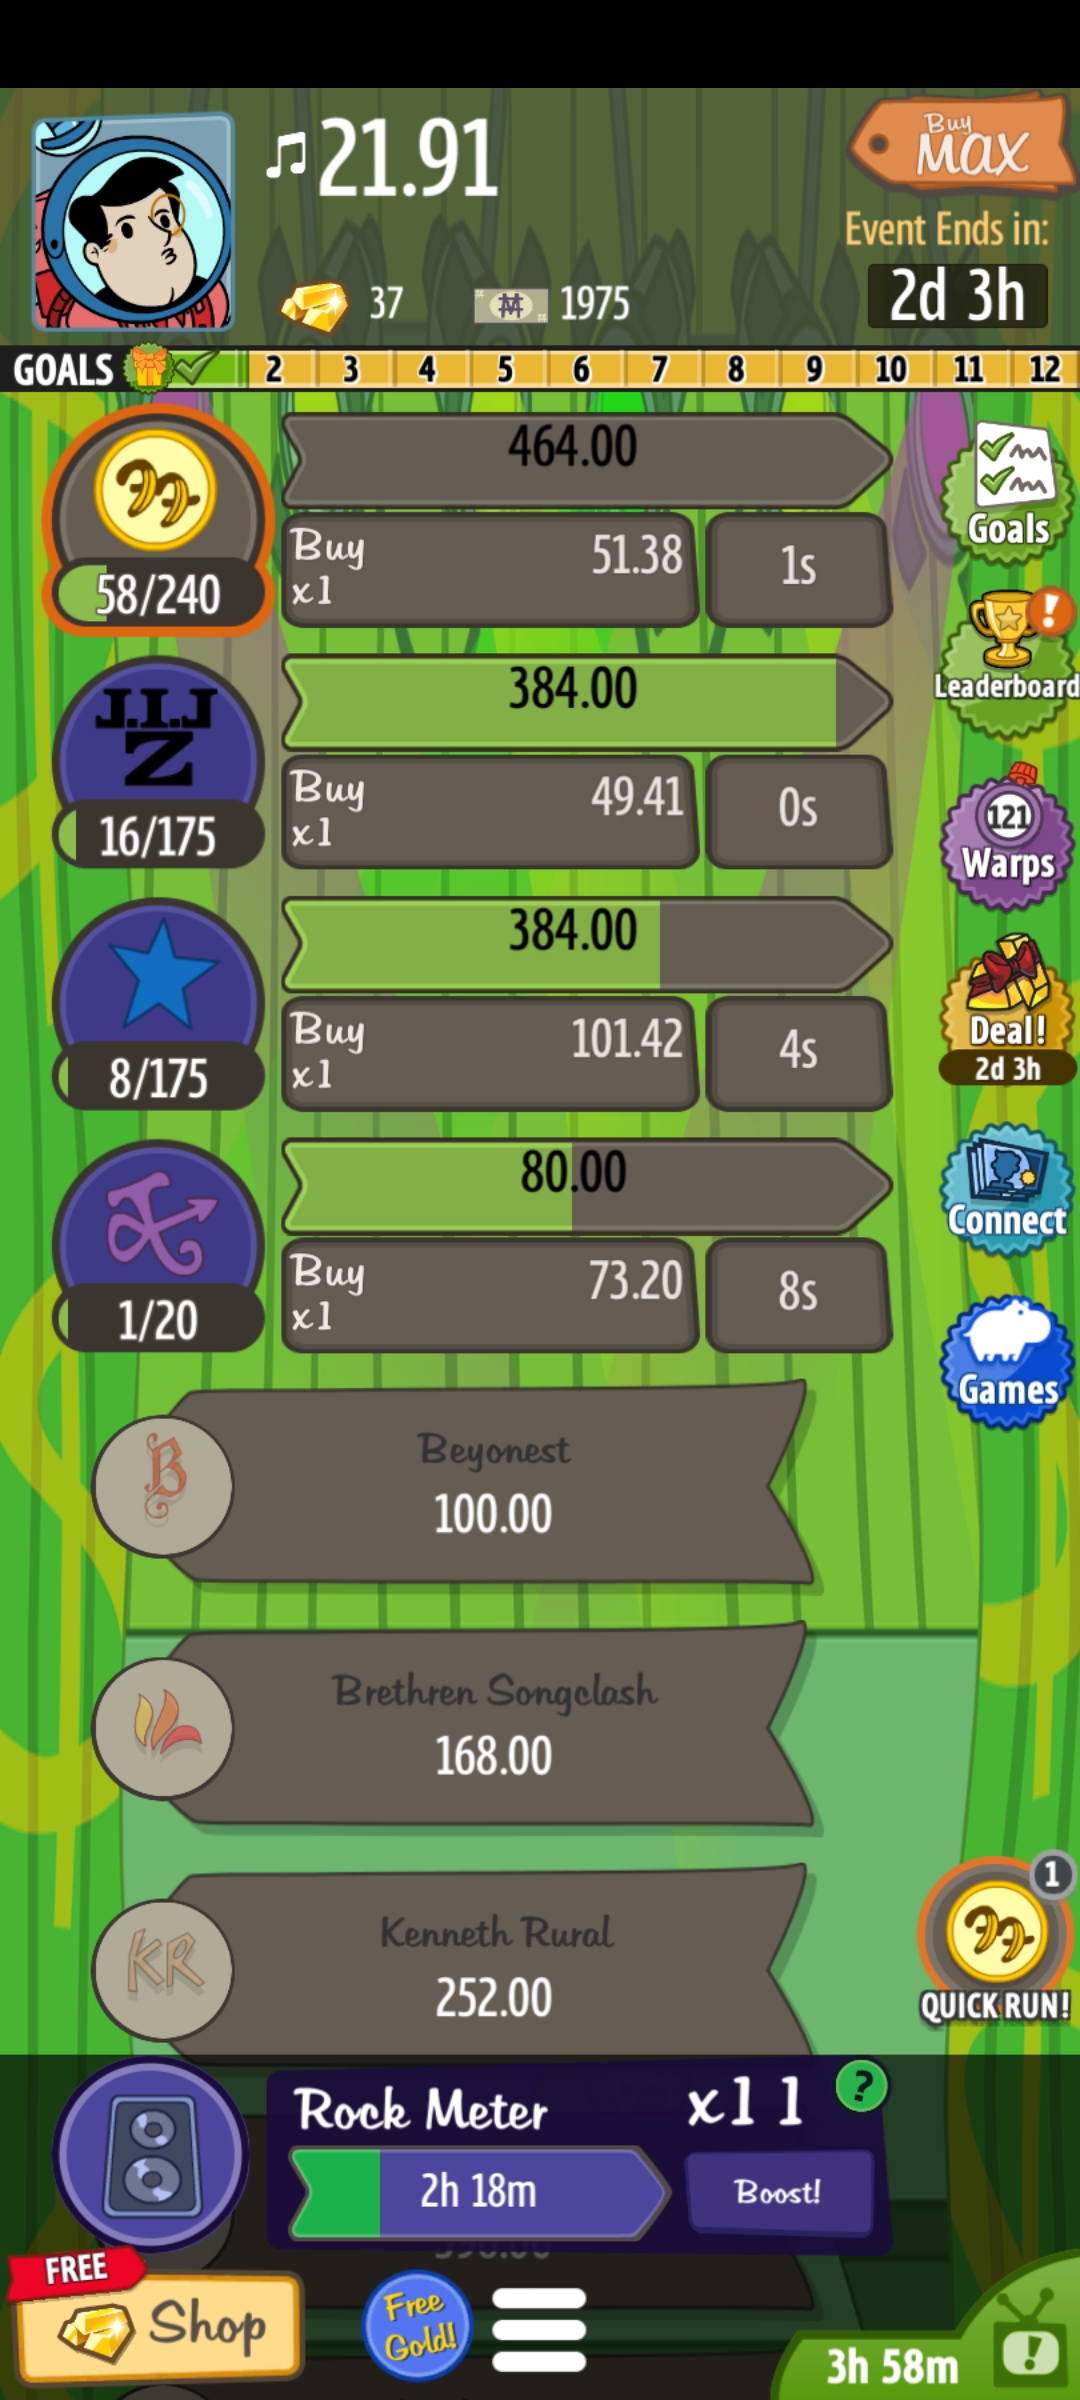 21.91
Buy
MAX
Event Ends in:
2d 3h
37
1975
GOALS 2 3 4 5 6 7 8 9 10 11 12
464.00
58/240
Buy
x1
51.38
1s
Goals
J.I.J
Z
384.00
16/175
Buy
x1
49.41
0s
!
Leaderboard
121
Warps
384.00
8/175
Buy
x1
101.42
4s
Deal!
2d 3h
80.00
1/20
Buy
x1
73.20
8s
Connect
Games
B
Beyonest
100.00
Brethren Songclash
168.00
KR
Kenneth Rural
252.00
1
QUICK RUN!
Rock Meter
x11
?
2h 18m
Boost!
FREE
Shop
Free
Gold!
3h 58m
!